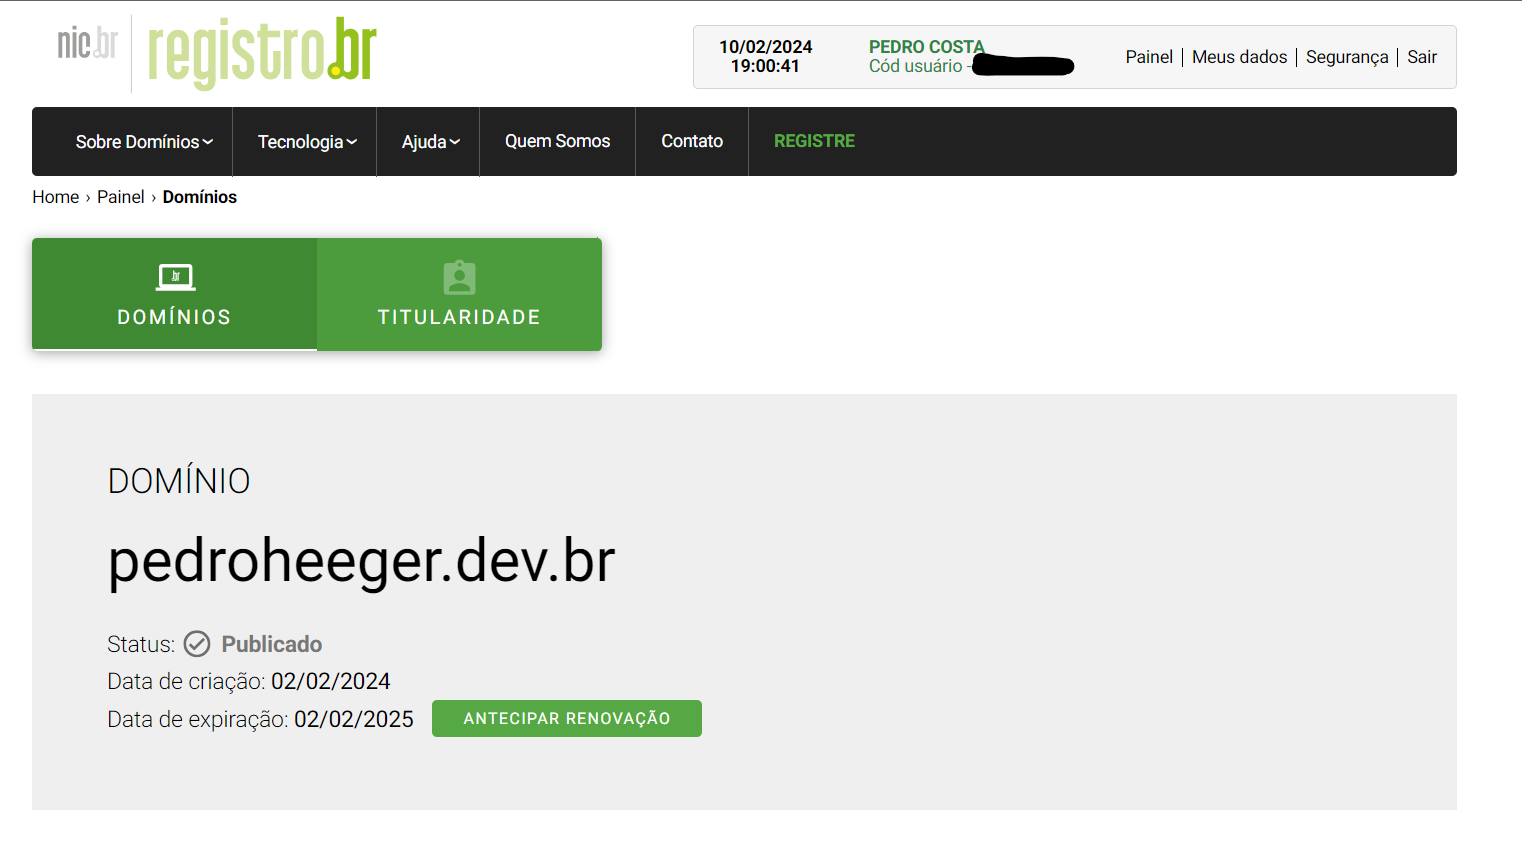 nic.br registro.br
10/02/2024
19:00:41
PEDRO COSTA
Cód usuário -
Painel Meus dados Segurança Sair
Sobre Domínios Tecnologia Ajuda Quem Somos Contato REGISTRE
Home › Painel › Domínios
DOMÍNIOS TITULARIDADE
DOMÍNIO
pedroheeger.dev.br
Status: Publicado
Data de criação: 02/02/2024
Data de expiração: 02/02/2025 ANTECIPAR RENOVAÇÃO